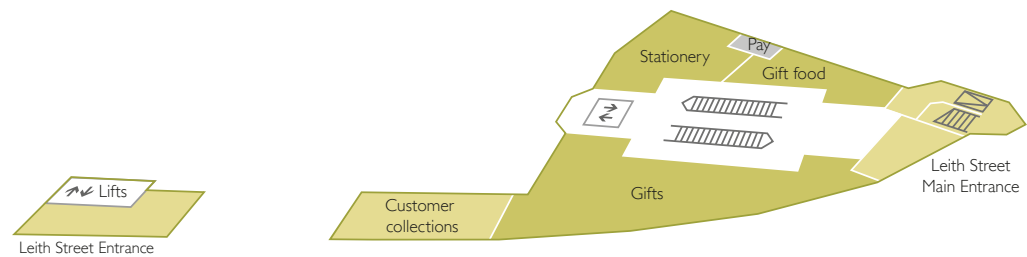 Stationery
Pay
Gift food
Lifts
Leith Street Entrance
Customer
collections
Gifts
Leith Street
Main Entrance